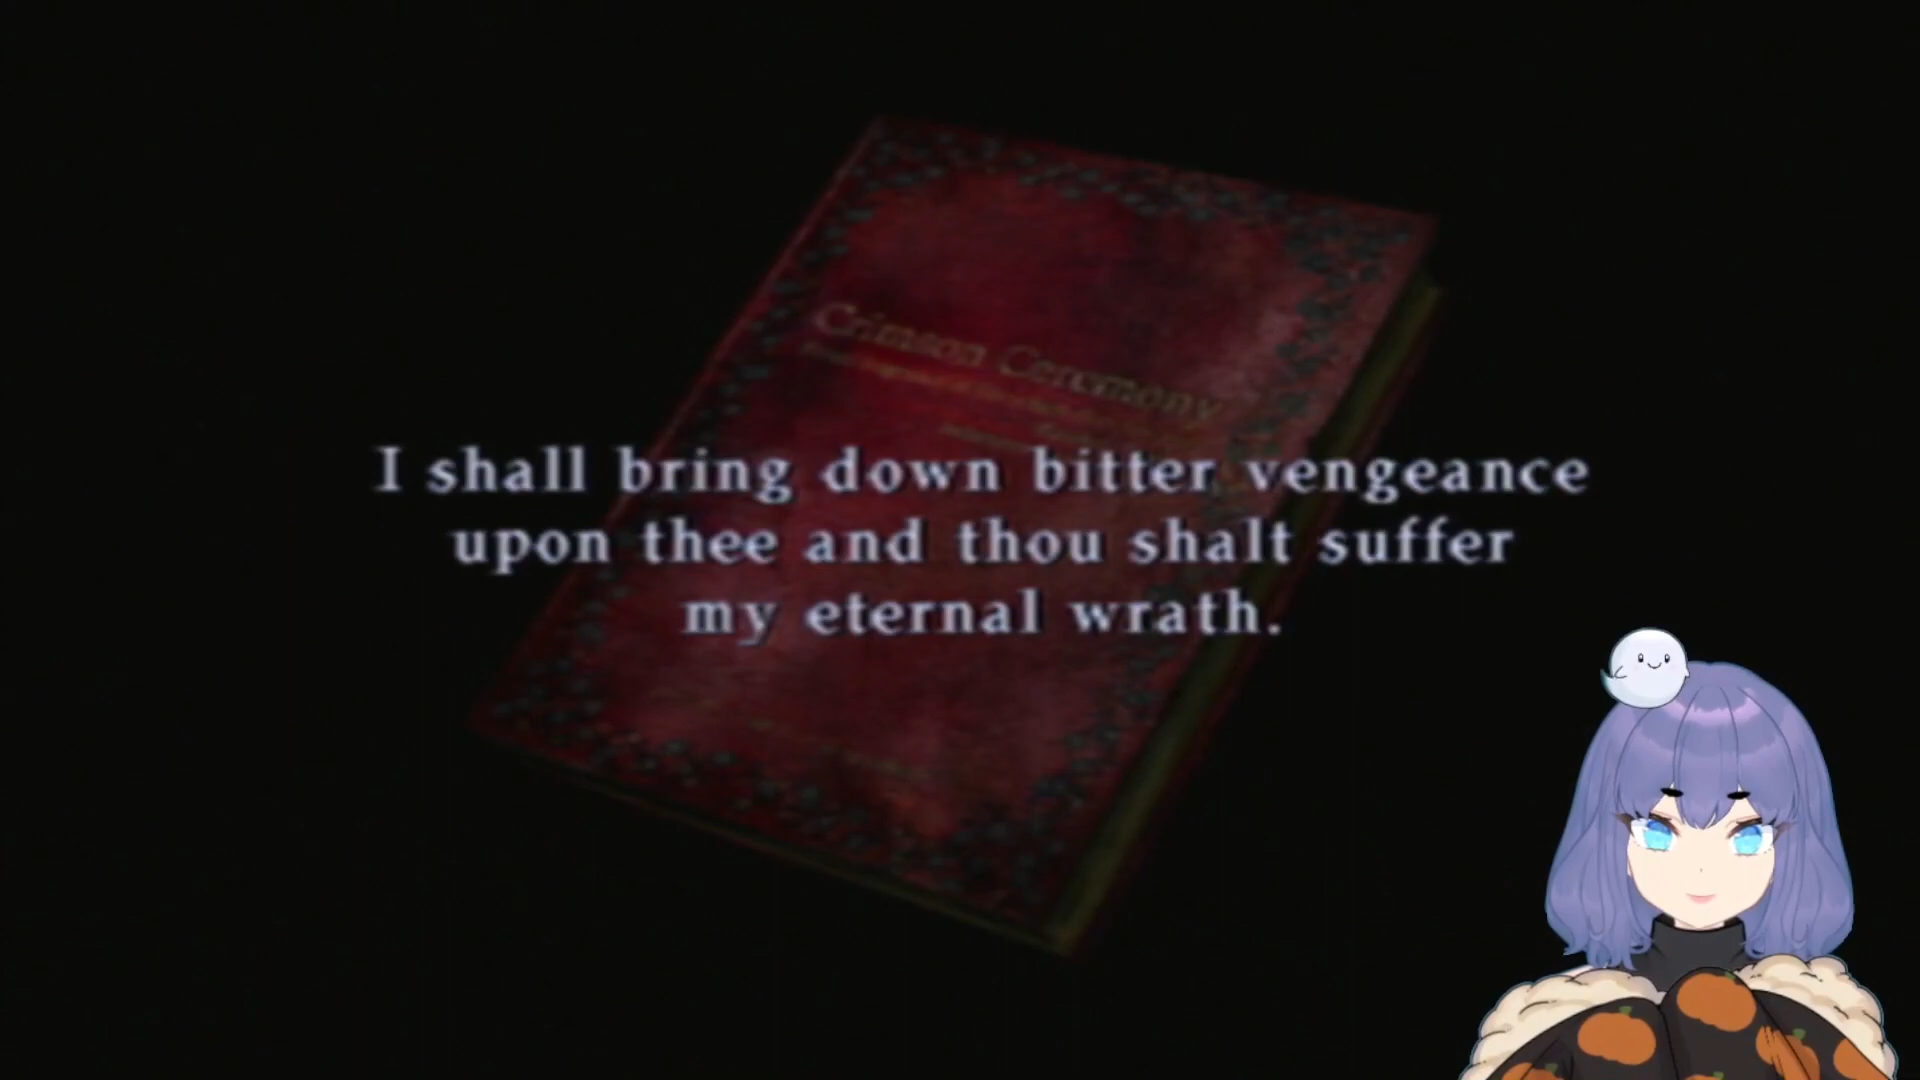 Crimson Ceremony
I shall bring down bitter vengeance
upon thee and thou shalt suffer
my eternal wrath.